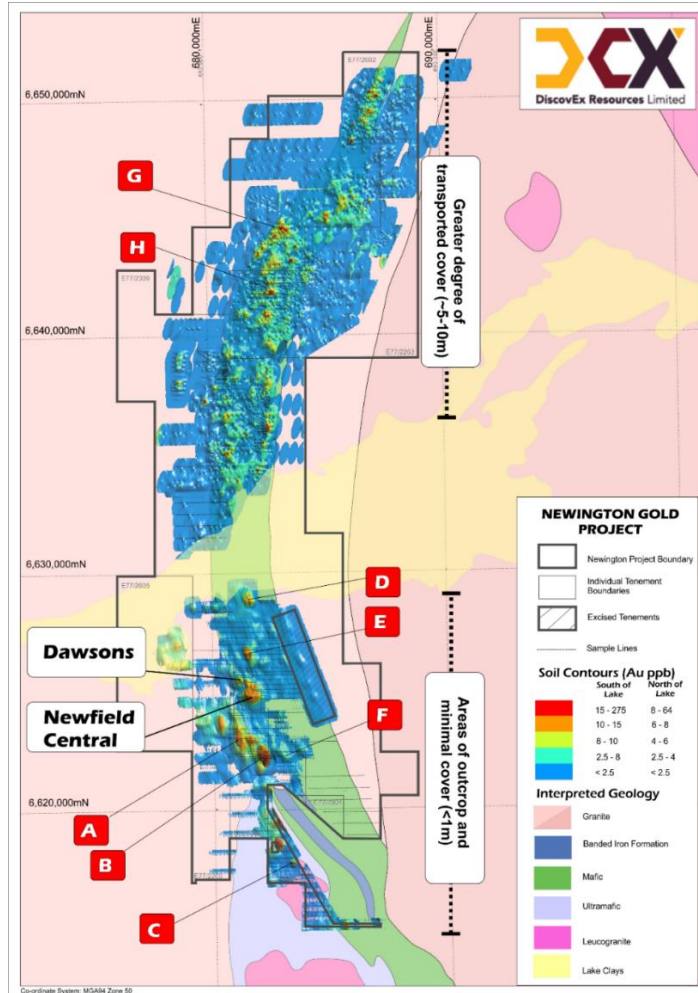 680,000mE
690,000mE
DCX
DiscovEx Resources Limited
E77/2602
6,650,000mN
G
H
Greater degree of
transported cover (~5-10m)
E77/2309
6,640,000mN
E77/2263
6,630,000mN
E77/2605
D
E
Dawsons
Newfield
Central
F
Areas of outcrop and
minimal cover (<1m)
6,620,000mN
A
B
C
NEWINGTON GOLD
PROJECT
Newington Project Boundary
Individual Tenement
Boundaries
Excised Tenements
Sample Lines
Soil Contours (Au ppb)
South of
Lake
North of
Lake
15 - 275 8 - 64
10 - 15 6 - 8
8 - 10 4 - 6
2.5 - 8 2.5 - 4
< 2.5 < 2.5
Interpreted Geology
Granite
Banded Iron Formation
Mafic
Ultramafic
Leucogranite
Lake Clays
Co-ordinate System: MGA94 Zone 50